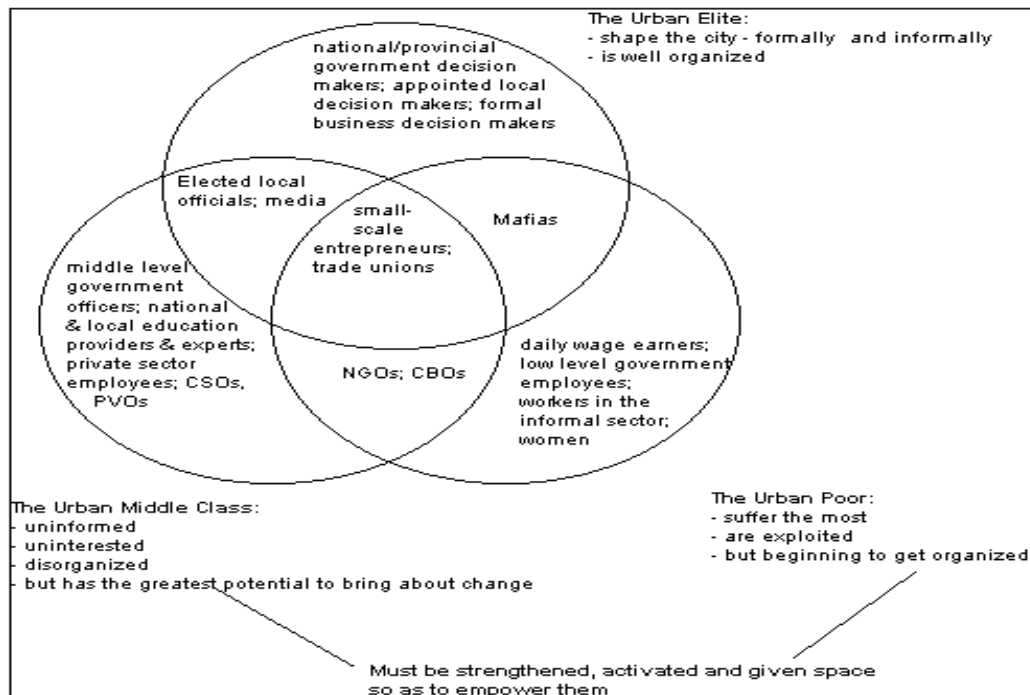 The Urban Elite:
- shape the city - formally and informally
- is well organized
national/provincial
government decision
makers; appointed local
decision makers; formal
business decision makers
Elected local
officials; media
small-
scale
entrepreneurs;
trade unions
Mafias
middle level
government
officers; national
& local education
providers & experts;
private sector
employees; CSOs,
PVOs
NGOs; CBOs
daily wage earners;
low level government
employees;
workers in the
informal sector;
women
The Urban Middle Class:
- uninformed
- uninterested
- disorganized
- but has the greatest potential to bring about change
The Urban Poor:
- suffer the most
- are exploited
- but beginning to get organized
Must be strengthened, activated and given space
so as to empower them